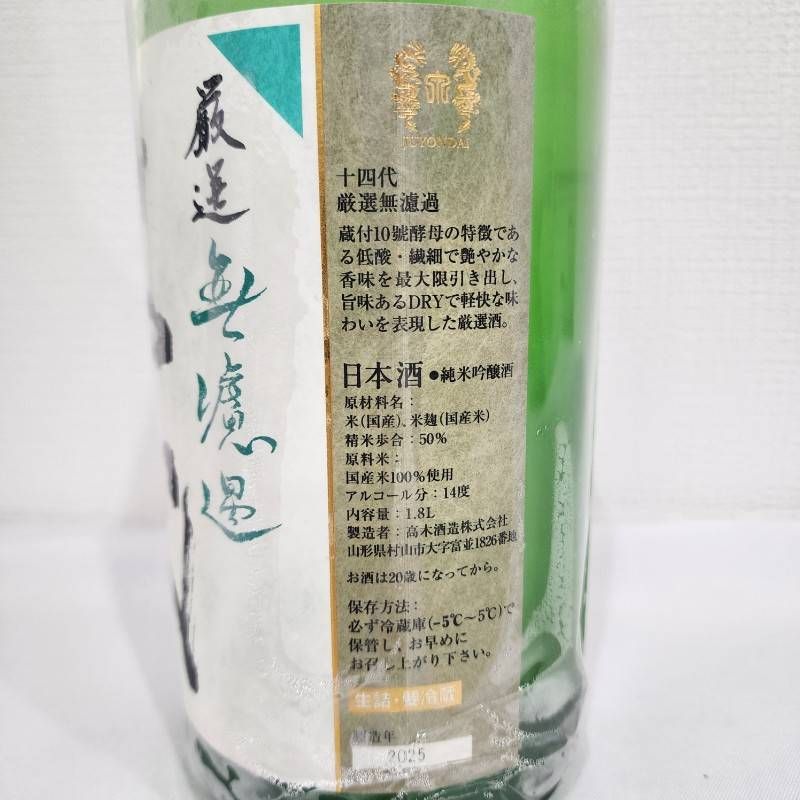 厳選
無濾過
JUYONDAI
十四代
厳選無濾過
蔵付10號酵母の特徴であ
る低酸・繊細で艶やかな
香味を最大限引き出し、
旨味あるDRYで軽快な味
わいを表現した厳選酒。
日本酒●純米吟醸酒
原材料名：
米(国産)、米麹(国産米)
精米歩合：50%
原料米：
国産米100%使用
アルコール分：14度
内容量：1.8L
製造者：高木酒造株式会社
山形県村山市大字富並1826番地
お酒は20歳になってから。
保存方法：
必ず冷蔵庫(-5℃〜5℃)で
保管し、お早めに
お召し上がり下さい。
生詰・要冷蔵
製造年月
2025